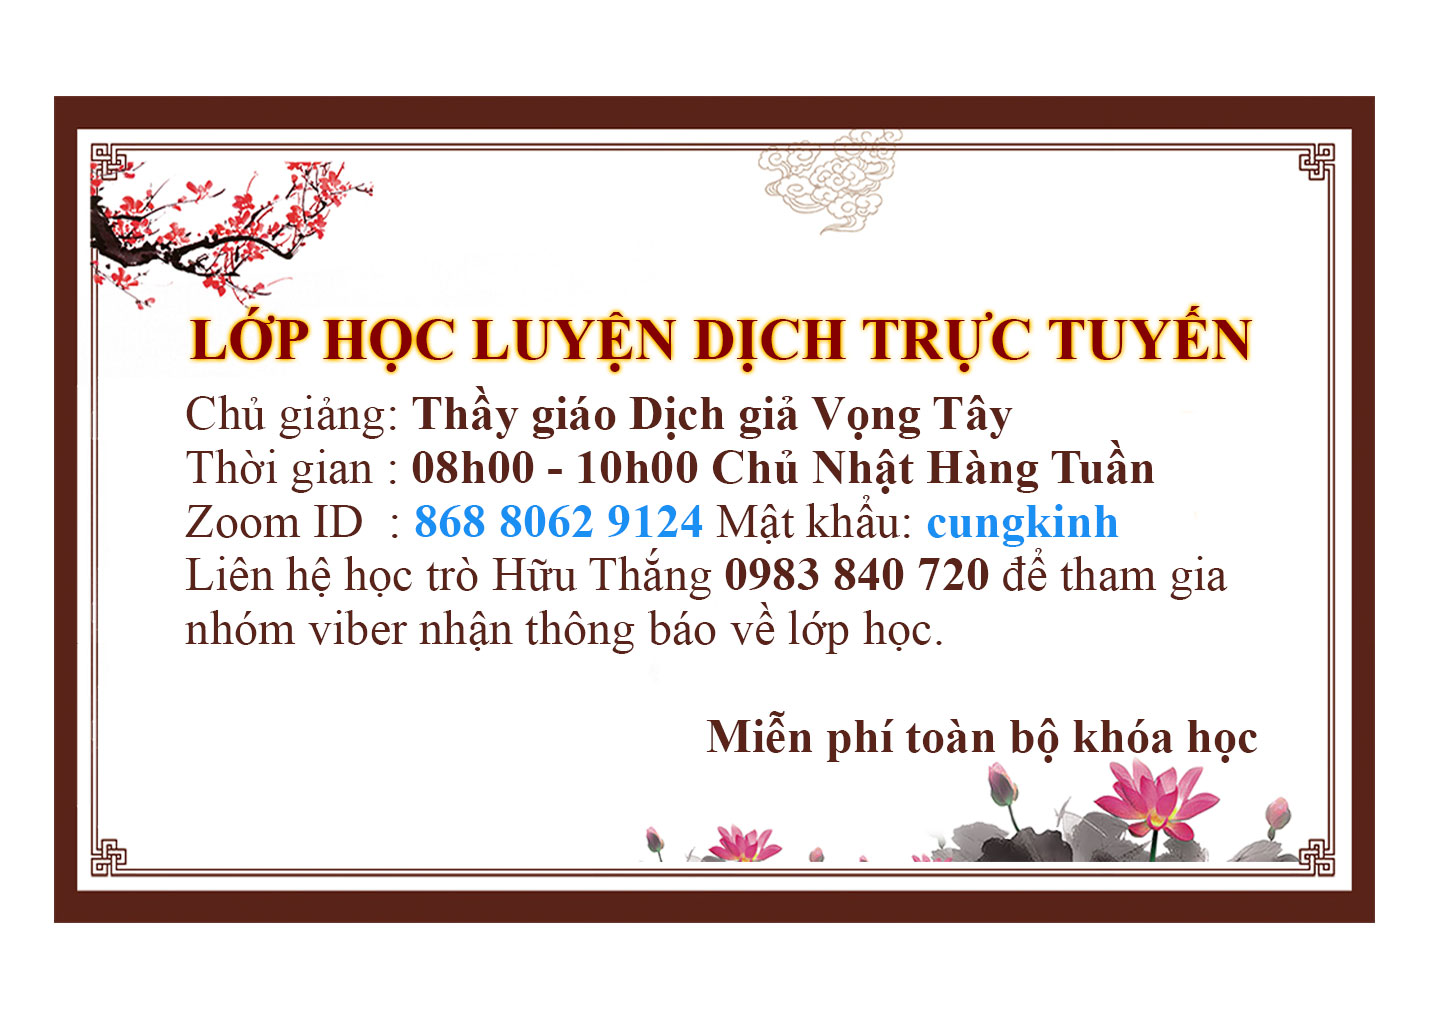 LỚP HỌC LUYỆN DỊCH TRỰC TUYẾN
Chủ giảng: Thầy giáo Dịch giả Vọng Tây
Thời gian : 08h00 - 10h00 Chủ Nhật Hàng Tuần
Zoom ID : 868 8062 9124 Mật khẩu: cungkinh
Liên hệ học trò Hữu Thắng 0983 840 720 để tham gia
nhóm viber nhận thông báo về lớp học.
Miễn phí toàn bộ khóa học